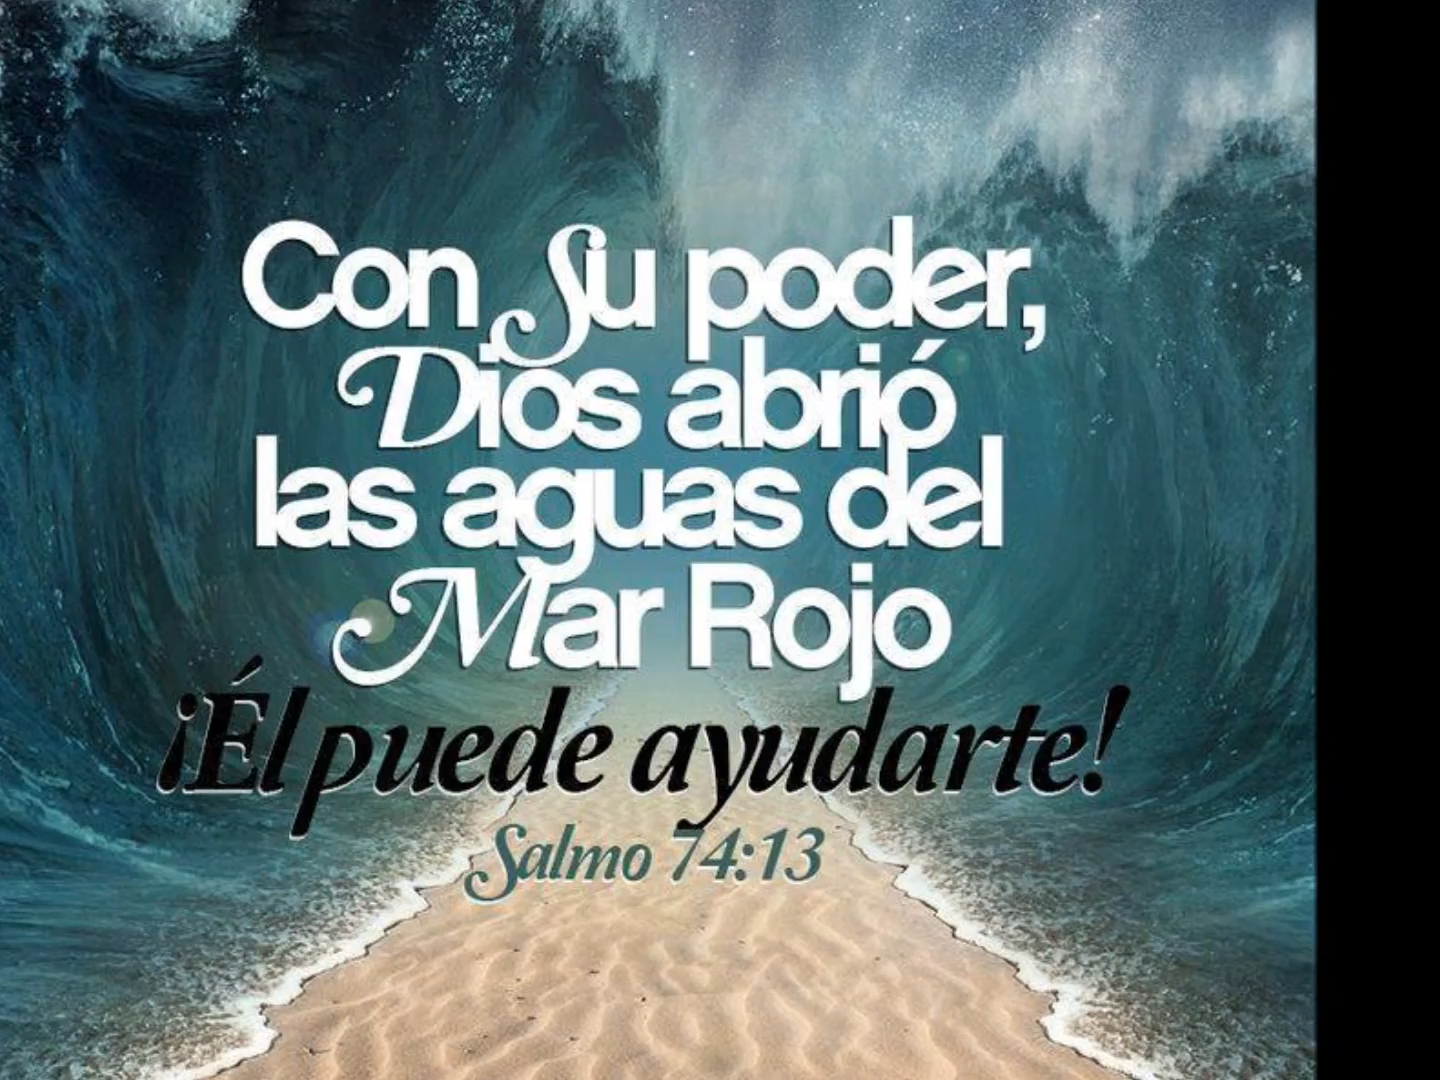 Con Su poder,
Dios abrió
las aguas del
Mar Rojo
¡Él puede ayudarte!
Salmo 74:13